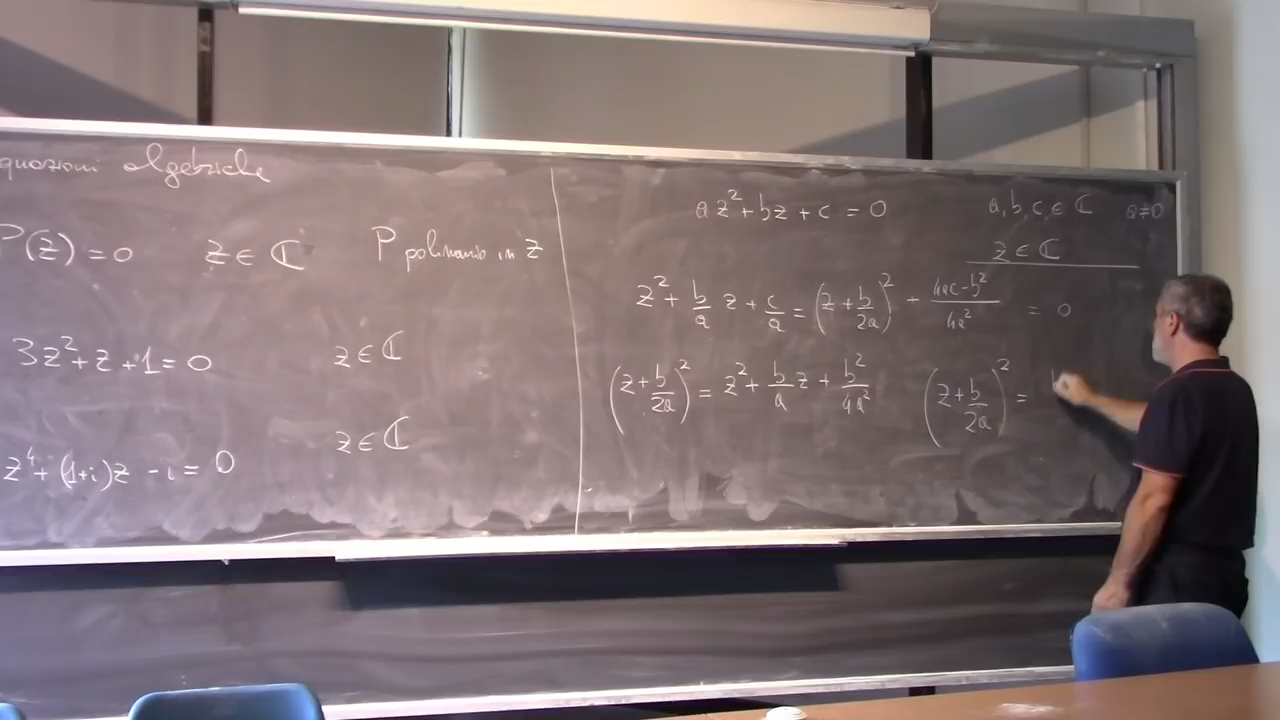 quazioni algebriche
P(z) = 0 z ∈ ℂ P polinomio in z
3z² + z + 1 = 0 z ∈ ℂ
z ∈ ℂ
z⁴ + (1+i)z - i = 0
az² + bz + c = 0 a, b, c ∈ ℂ a ≠ 0
z ∈ ℂ
z² + b/a z + c/a = (z + b/2a)² + (4ac - b²)/4a² = 0
(z + b/2a)² = z² + b/a z + b²/4a² (z + b/2a)² =